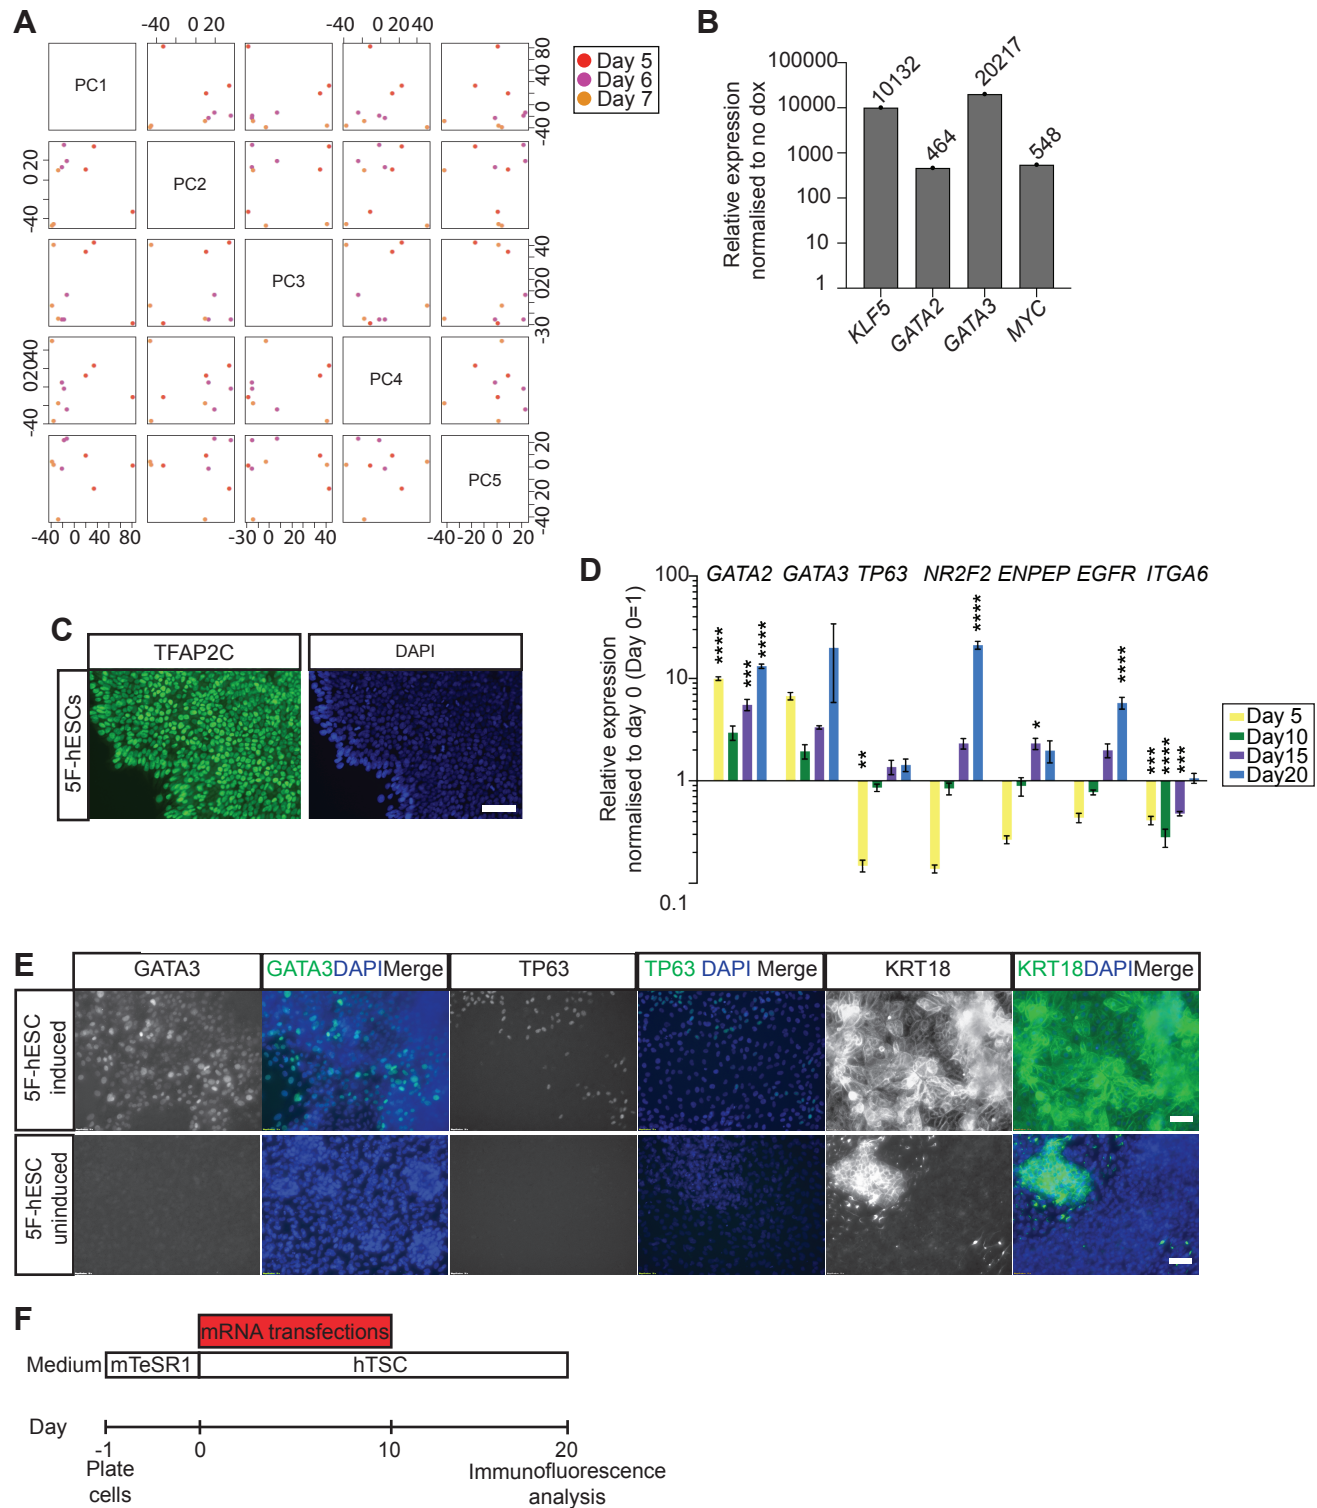 A
-40 0 20
-40 0 20 40
PC1
-40 0 40 80
Day 5
Day 6
Day 7
PC2
-40 0 20
PC3
-30 0 20 40
PC4
-40 0 20 40
PC5
-40 20 0 20
-40 0 40 80
-30 0 20 40
-40 -20 0 20
B
Relative expression
normalised to no dox
100000
10000
1000
100
10
1
10132
464
20217
548
KLF5
GATA2
GATA3
MYC
C
TFAP2C
DAPI
5F-hESCs
D
Relative expression
normalised to day 0 (Day 0=1)
100
10
1
0.1
GATA2 GATA3 TP63 NR2F2 ENPEP EGFR ITGA6
**** *** **** ** **** * **** *** **** ***
Day 5
Day10
Day15
Day20
E
GATA3
GATA3DAPIMerge
TP63
TP63 DAPI Merge
KRT18
KRT18DAPIMerge
5F-hESC
induced
5F-hESC
uninduced
F
mRNA transfections
Medium mTeSR1 hTSC
Day
-1 0 10 20
Plate
cells
Immunofluorescence
analysis